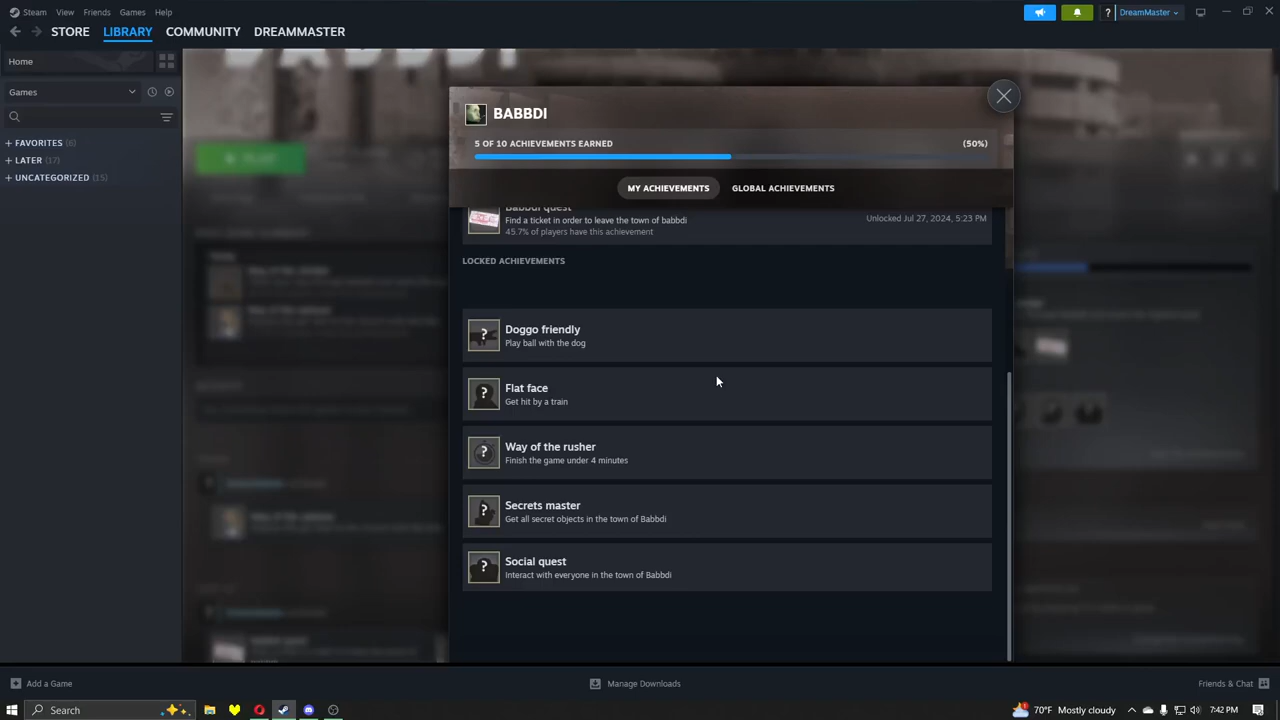 Steam View Friends Games Help
? DreamMaster
STORE LIBRARY COMMUNITY DREAMMASTER
Home
Games
+ FAVORITES (6)
+ LATER (17)
+ UNCATEGORIZED (15)
BABBDI
5 OF 10 ACHIEVEMENTS EARNED (50%)
MY ACHIEVEMENTS GLOBAL ACHIEVEMENTS
Babbdi quest
Find a ticket in order to leave the town of babbdi
Unlocked Jul 27, 2024, 5:23 PM
45.7% of players have this achievement
LOCKED ACHIEVEMENTS
?
Doggo friendly
Play ball with the dog
?
Flat face
Get hit by a train
?
Way of the rusher
Finish the game under 4 minutes
?
Secrets master
Get all secret objects in the town of Babbdi
?
Social quest
Interact with everyone in the town of Babbdi
+ Add a Game
Manage Downloads
Friends & Chat
Search
70°F Mostly cloudy
7:42 PM